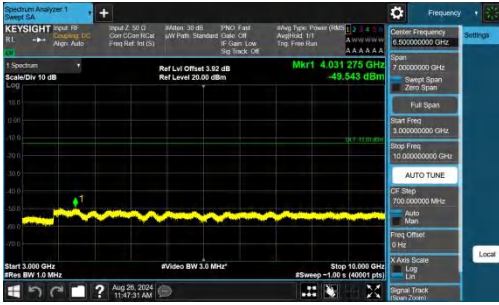 Spectrum Analyzer 1
Swept SA
+
Frequency
KEYSIGHT
Input: RF
Coupling: DC
Align: Auto
Input Z: 50 Ω
Corr CCorr RCal
Freq Ref: Int (S)
#Atten: 30 dB
µW Path: Standard
PNO: Fast
Gate: Off
IF Gain: Low
Sig Track: Off
#Avg Type: Power (RMS)
Avg|Hold: 1/1
Trig: Free Run
1 2 3 4 5 6
A W W W W W
A A A A A A
1 Spectrum
Scale/Div 10 dB
Ref Lvl Offset 3.92 dB
Ref Level 20.00 dBm
Mkr1 4.031 275 GHz
-49.543 dBm
Log
1
Start 3.000 GHz
#Res BW 1.0 MHz
#Video BW 3.0 MHz*
Stop 10.000 GHz
#Sweep ~1.00 s (40001 pts)
Aug 26, 2024
11:47:31 AM
Center Frequency
6.500000000 GHz
Settings
Span
7.00000000 GHz
Swept Span
Zero Span
Full Span
Start Freq
3.000000000 GHz
Stop Freq
10.000000000 GHz
AUTO TUNE
CF Step
700.000000 MHz
Auto
Man
Freq Offset
0 Hz
X Axis Scale
Log
Lin
Local
Signal Track
(Span Zoom)